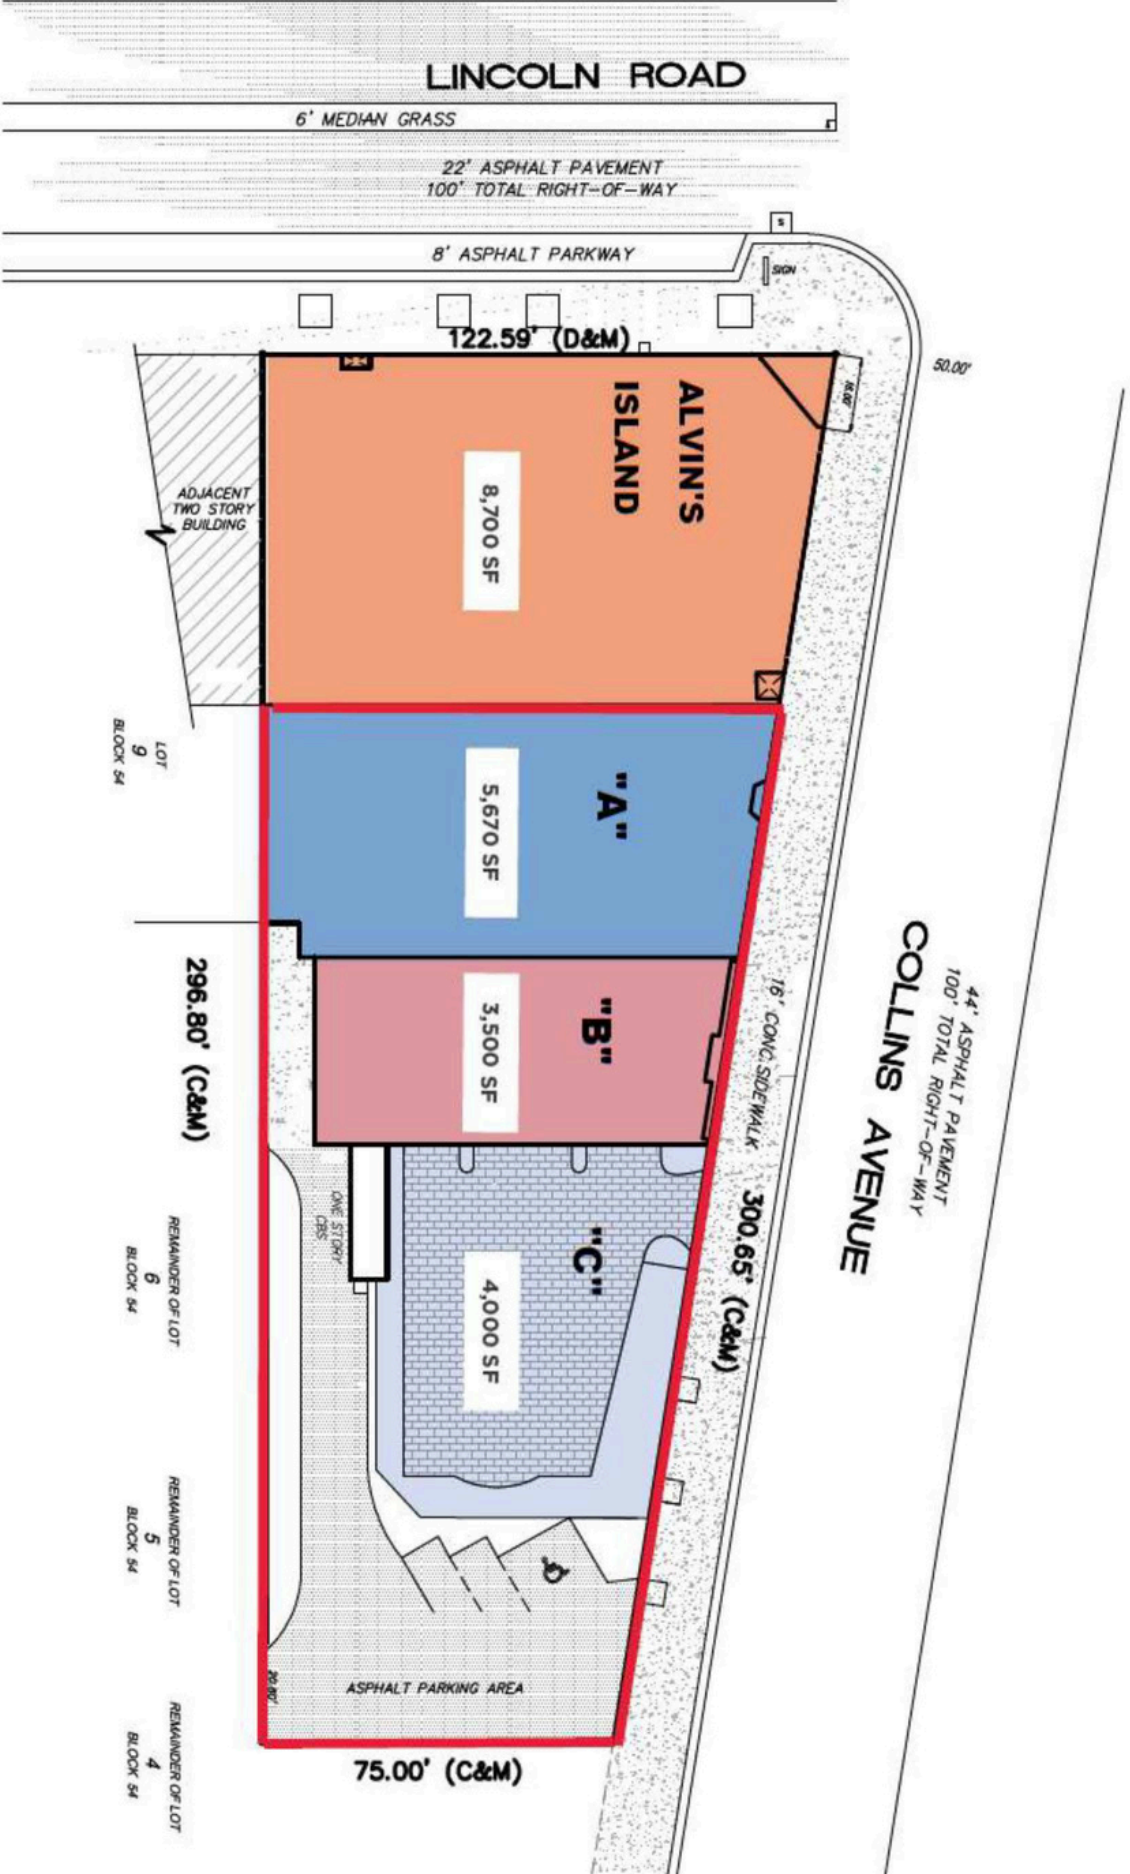 LINCOLN ROAD
6' MEDIAN GRASS
22' ASPHALT PAVEMENT
100' TOTAL RIGHT-OF-WAY
S
8' ASPHALT PARKWAY
SIGN
122.59' (D&M)
50.00'
ALVIN'S
ISLAND
8,700 SF
ADJACENT
TWO STORY
BUILDING
LOT
9
BLOCK 54
"A"
5,670 SF
44' ASPHALT PAVEMENT
100' TOTAL RIGHT-OF-WAY
COLLINS AVENUE
16' CONC.SIDEWALK
296.80' (C&M)
"B"
3,500 SF
300.65' (C&M)
ONE STORY
CBS
"C"
4,000 SF
REMAINDER OF LOT
6
BLOCK 54
REMAINDER OF LOT
5
BLOCK 54
ASPHALT PARKING AREA
REMAINDER OF LOT
4
BLOCK 54
75.00' (C&M)